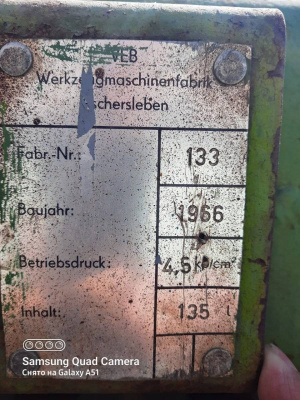 VEB
Werkzeugmaschinenfabrik
Aschersleben
Fabr.-Nr.: 133
Baujahr: 1966
Betriebsdruck: 4,5 kp/cm²
Inhalt: 135 l
Samsung Quad Camera
Снято на Galaxy A51